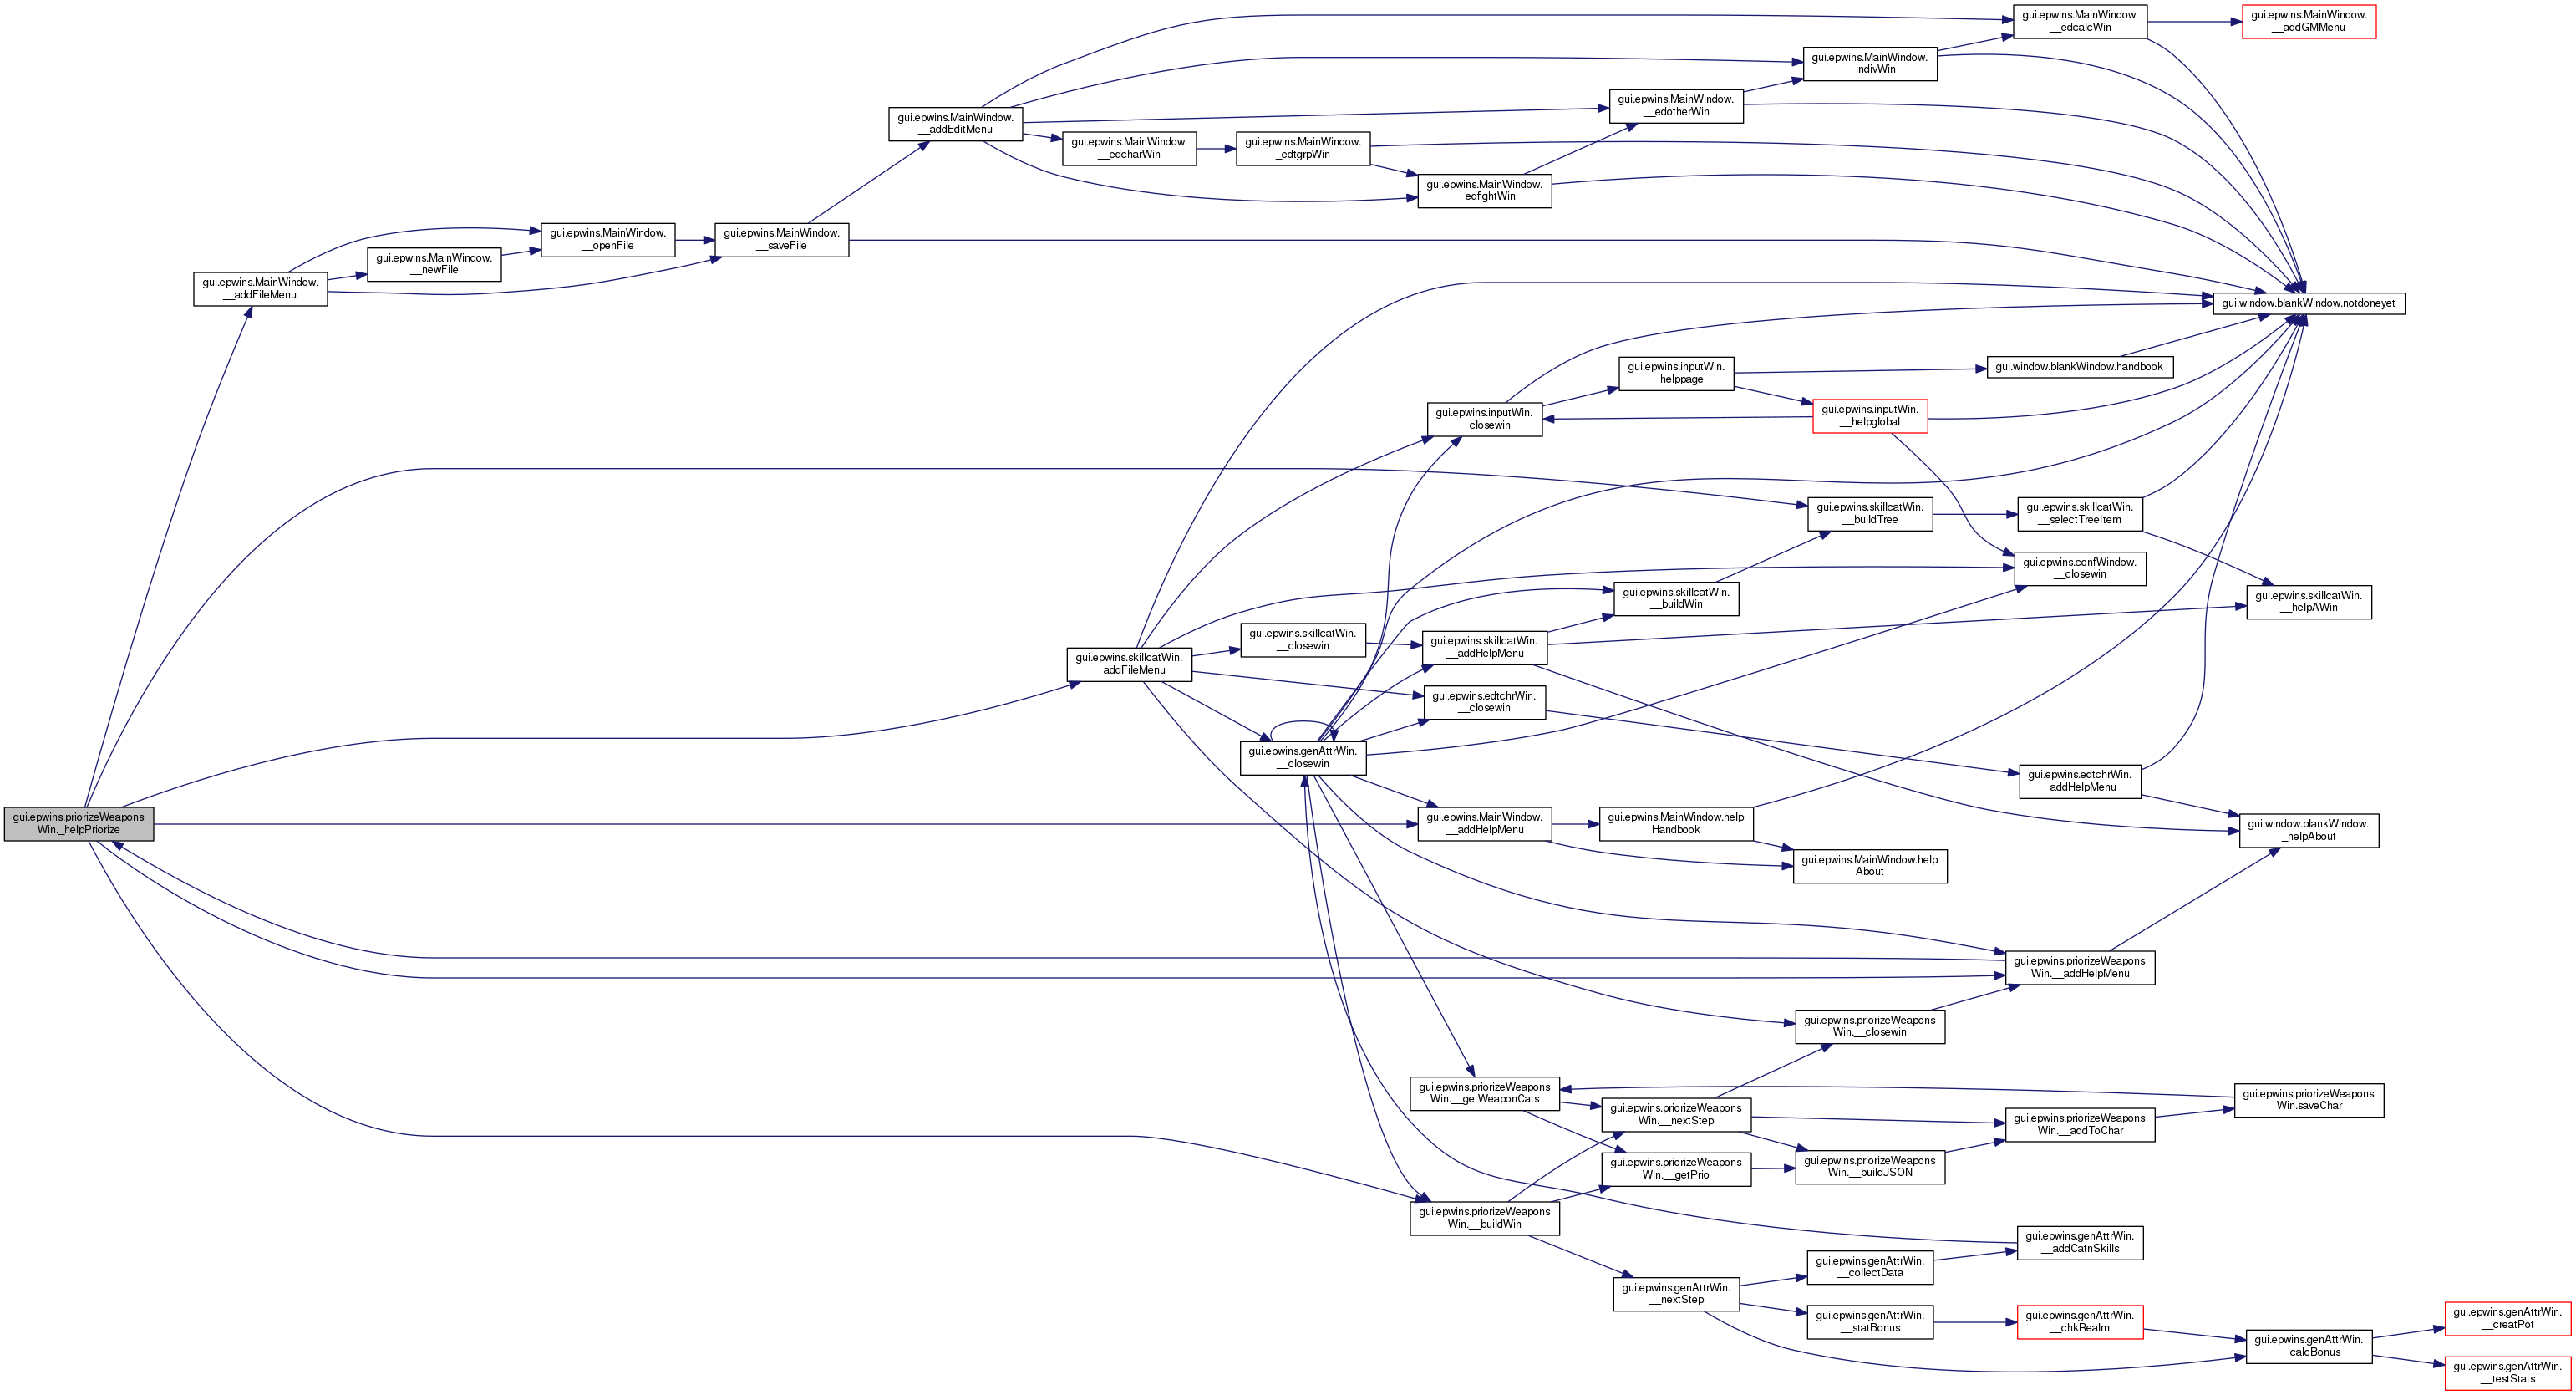 gui.epwins.priorizeWeapons
Win._helpPriorize
gui.epwins.MainWindow.
__addFileMenu
gui.epwins.MainWindow.
__newFile
gui.epwins.MainWindow.
__openFile
gui.epwins.MainWindow.
__saveFile
gui.epwins.MainWindow.
__addEditMenu
gui.epwins.MainWindow.
__edcharWin
gui.epwins.MainWindow.
_edtgrpWin
gui.epwins.MainWindow.
__edfightWin
gui.epwins.MainWindow.
__edotherWin
gui.epwins.MainWindow.
__indivWin
gui.epwins.MainWindow.
__edcalcWin
gui.epwins.MainWindow.
__addGMMenu
gui.window.blankWindow.notdoneyet
gui.epwins.inputWin.
__closewin
gui.epwins.inputWin.
__helppage
gui.window.blankWindow.handbook
gui.epwins.inputWin.
__helpglobal
gui.epwins.skillcatWin.
__buildTree
gui.epwins.skillcatWin.
__selectTreeItem
gui.epwins.confWindow.
__closewin
gui.epwins.skillcatWin.
__helpAWin
gui.epwins.skillcatWin.
__buildWin
gui.epwins.skillcatWin.
__addFileMenu
gui.epwins.skillcatWin.
__closewin
gui.epwins.skillcatWin.
__addHelpMenu
gui.epwins.edtchrWin.
__closewin
gui.epwins.genAttrWin.
__closewin
gui.epwins.edtchrWin.
_addHelpMenu
gui.window.blankWindow.
_helpAbout
gui.epwins.MainWindow.
__addHelpMenu
gui.epwins.MainWindow.help
Handbook
gui.epwins.MainWindow.help
About
gui.epwins.priorizeWeapons
Win.__addHelpMenu
gui.epwins.priorizeWeapons
Win.__closewin
gui.epwins.priorizeWeapons
Win.__getWeaponCats
gui.epwins.priorizeWeapons
Win.__nextStep
gui.epwins.priorizeWeapons
Win.__addToChar
gui.epwins.priorizeWeapons
Win.saveChar
gui.epwins.priorizeWeapons
Win.__getPrio
gui.epwins.priorizeWeapons
Win.__buildJSON
gui.epwins.priorizeWeapons
Win.__buildWin
gui.epwins.genAttrWin.
__addCatnSkills
gui.epwins.genAttrWin.
__collectData
gui.epwins.genAttrWin.
__nextStep
gui.epwins.genAttrWin.
__statBonus
gui.epwins.genAttrWin.
__chkRealm
gui.epwins.genAttrWin.
__calcBonus
gui.epwins.genAttrWin.
__creatPot
gui.epwins.genAttrWin.
__testStats